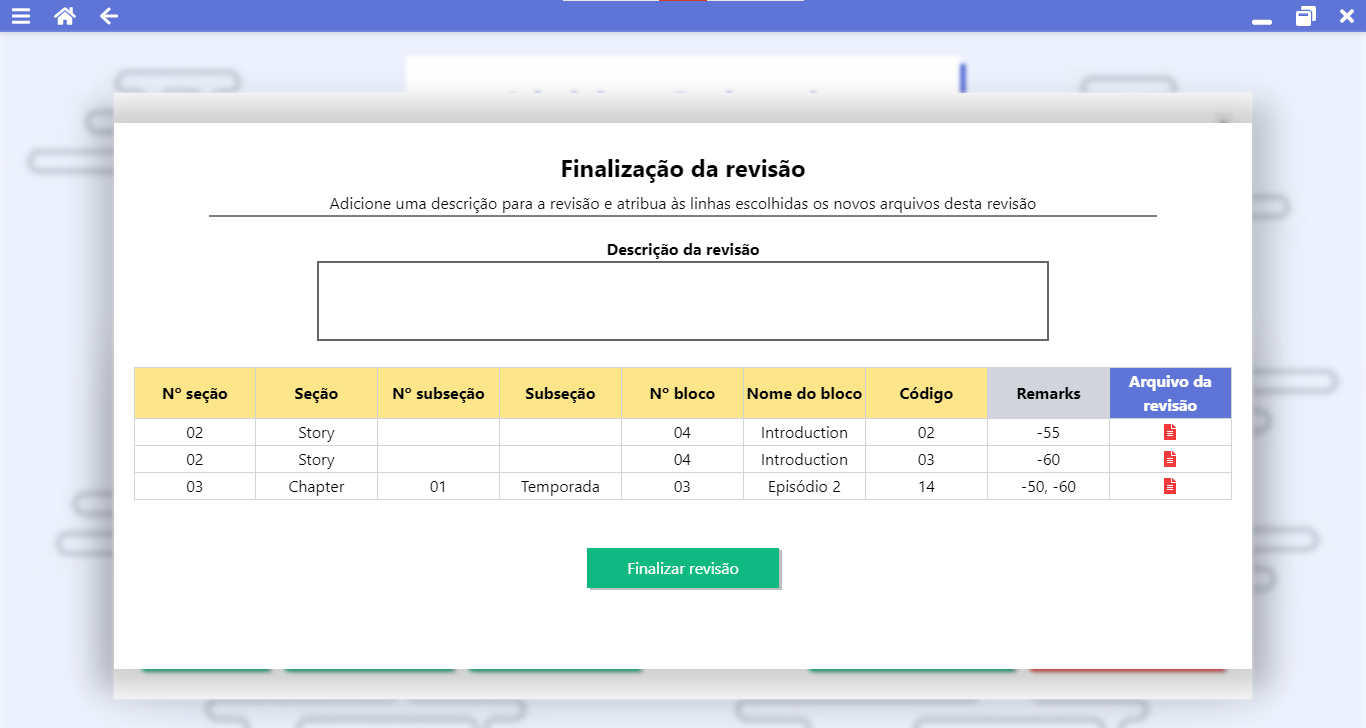 Finalização da revisão
Adicione uma descrição para a revisão e atribua às linhas escolhidas os novos arquivos desta revisão
Descrição da revisão
Nº seção Seção Nº subseção Subseção Nº bloco Nome do bloco Código Remarks Arquivo da revisão
02 Story 04 Introduction 02 -55
02 Story 04 Introduction 03 -60
03 Chapter 01 Temporada 03 Episódio 2 14 -50, -60
Finalizar revisão